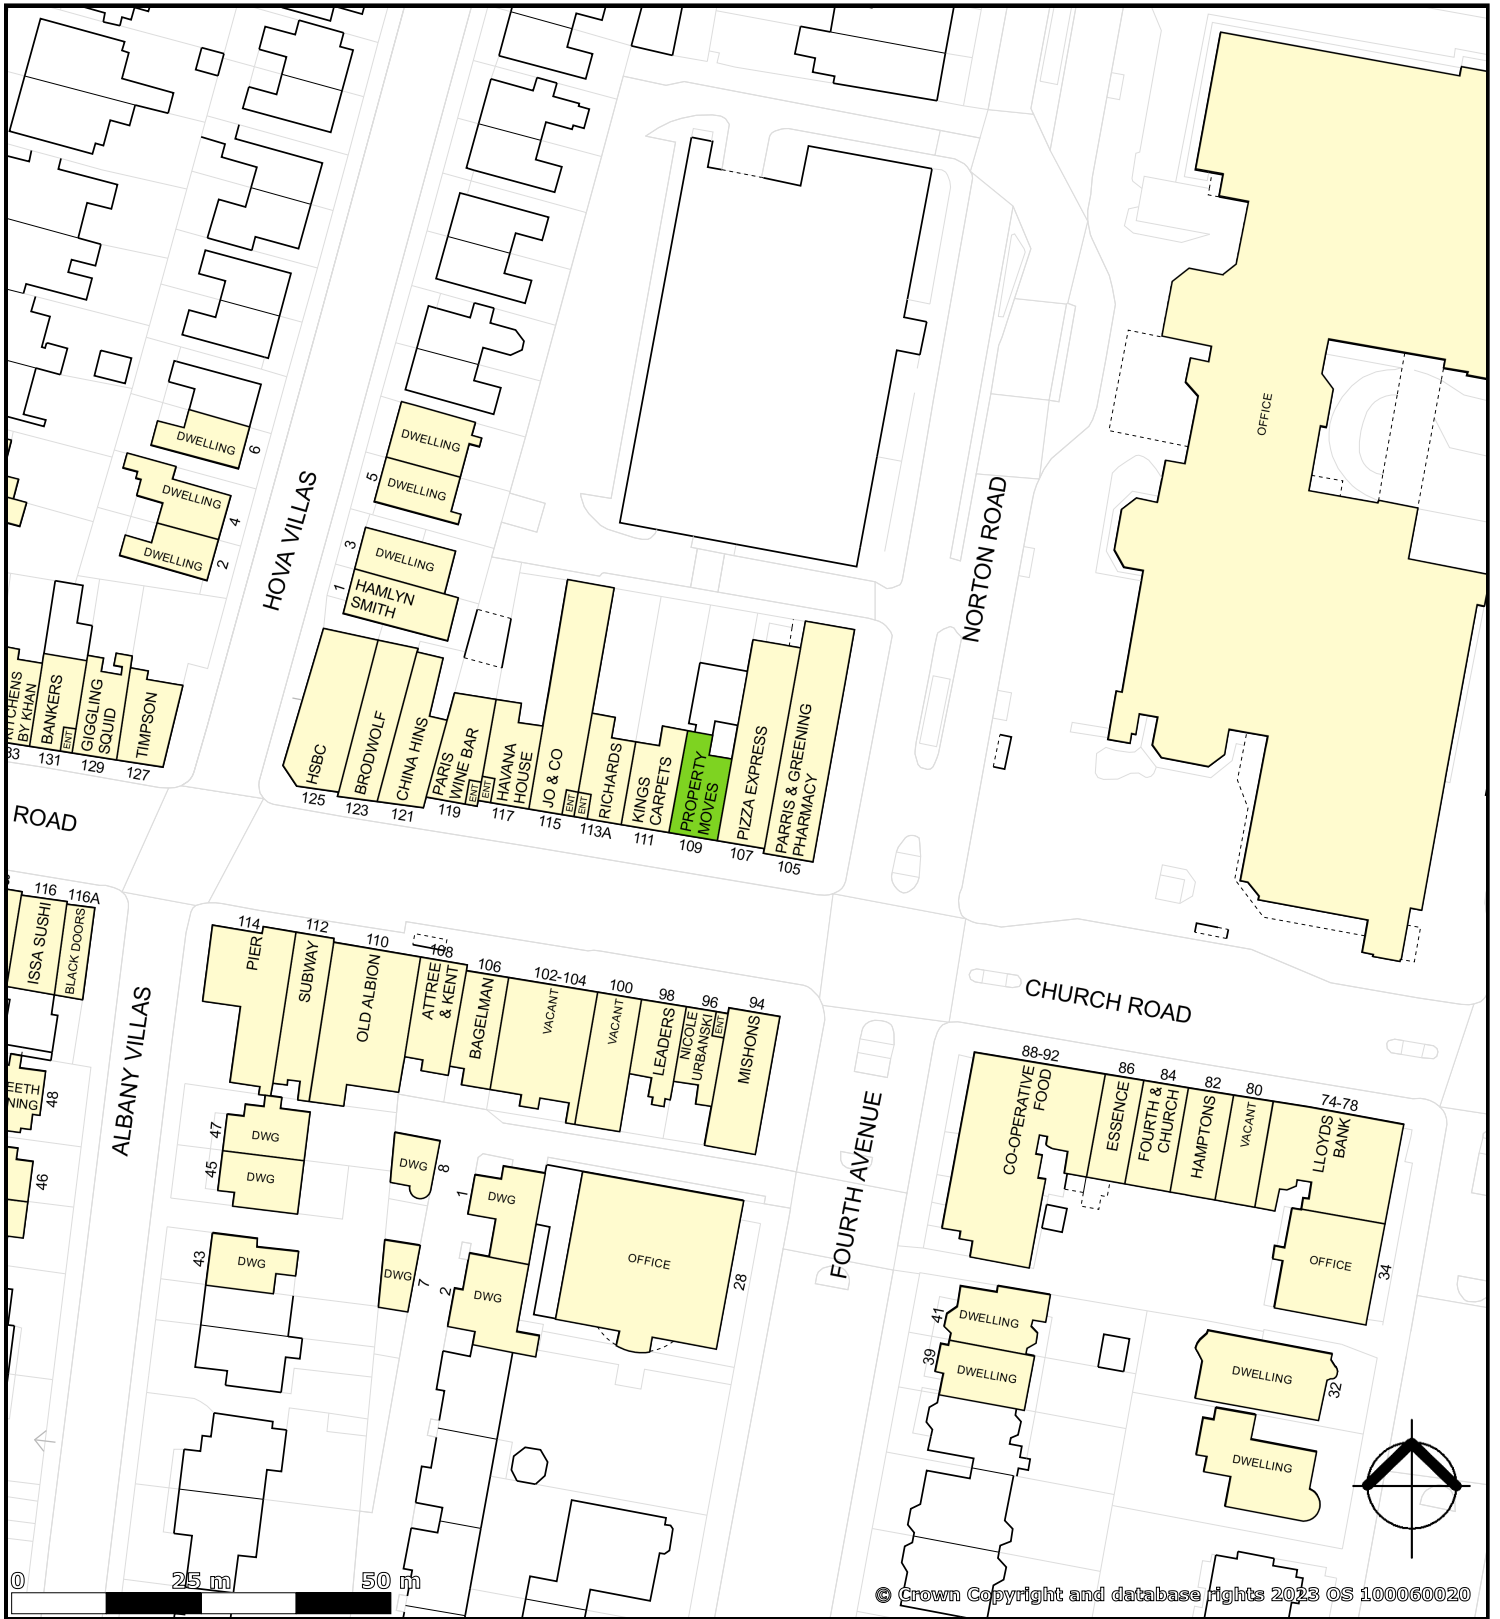 OFFICE
DWELLING
6
DWELLING
4
DWELLING
2
DWELLING
5
DWELLING
3
DWELLING
1
HAMLYN
SMITH
HOVA VILLAS
NORTON ROAD
BY KHAN
BANKERS
ENT
GIGGLING
SQUID
TIMPSON
131
129
127
HSBC
BRODWOLF
CHINA HINS
PARIS
WINE BAR
ENT
ENT
HAVANA
HOUSE
JO & CO
ENT
ENT
RICHARDS
KINGS
CARPETS
PROPERTY
MOVES
PIZZA EXPRESS
PARRIS & GREENING
PHARMACY
125
123
121
119
117
115
113A
111
109
107
105
ROAD
116
116A
ISSA SUSHI
BLACK DOORS
114
112
110
108
106
102-104
100
98
96
94
PIER
SUBWAY
OLD ALBION
ATTREE
& KENT
BAGELMAN
VACANT
VACANT
LEADERS
NICOLE
URBANSKI
ENT
MISHONS
CHURCH ROAD
88-92
86
84
82
80
74-78
CO-OPERATIVE
FOOD
ESSENCE
FOURTH &
CHURCH
HAMPTONS
VACANT
LLOYDS
BANK
ALBANY VILLAS
FOURTH AVENUE
EETH
NING
48
46
47
DWG
45
DWG
43
DWG
DWG
8
DWG
7
1
DWG
2
DWG
OFFICE
28
OFFICE
34
41
DWELLING
39
DWELLING
DWELLING
32
DWELLING
0
25 m
50 m
© Crown Copyright and database rights 2023 OS 100060020